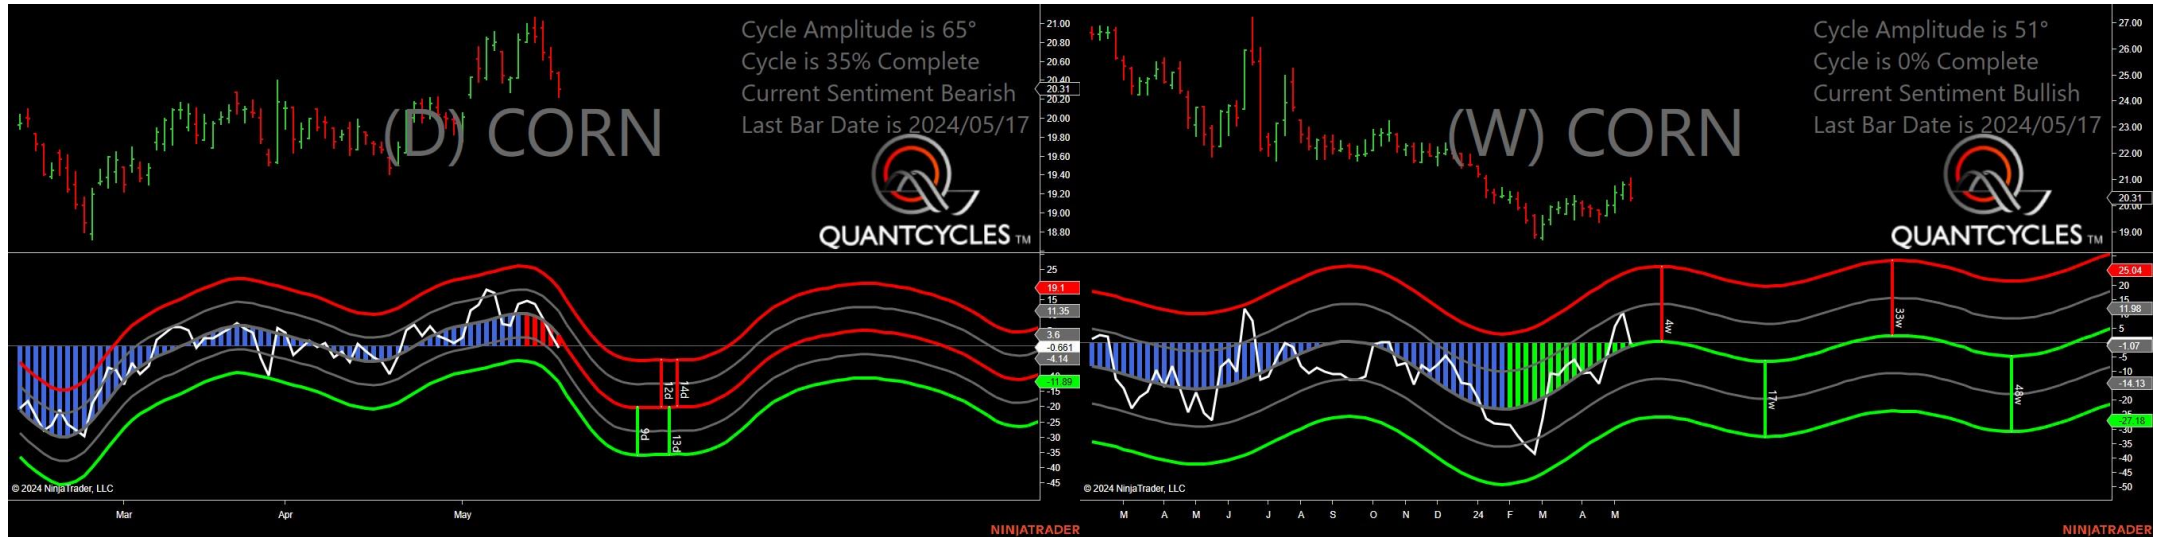 Cycle Amplitude is 65°
Cycle is 35% Complete
Current Sentiment Bearish
Last Bar Date is 2024/05/17
(D) CORN
QUANTCYCLES TM
21.00
20.80
20.60
20.40
20.31
20.20
20.00
19.80
19.60
19.40
19.20
19.00
18.80
25
19.1
15
11.35
3.6
-0.661
-4.14
-11.89
-15
-20
-25
-30
-35
-40
-45
12d
14d
9d
13d
© 2024 NinjaTrader, LLC
Mar
Apr
May
NINJATRADER
Cycle Amplitude is 51°
Cycle is 0% Complete
Current Sentiment Bullish
Last Bar Date is 2024/05/17
(W) CORN
QUANTCYCLES TM
27.00
26.00
25.00
24.00
23.00
22.00
21.00
20.31
20.00
19.00
25.04
20
15
11.98
5
-1.07
-5
-10
-14.13
-20
-27.18
-30
-35
-40
-45
-50
4w
33w
17w
48w
© 2024 NinjaTrader, LLC
M
A
M
J
J
A
S
O
N
D
24
F
M
A
M
NINJATRADER